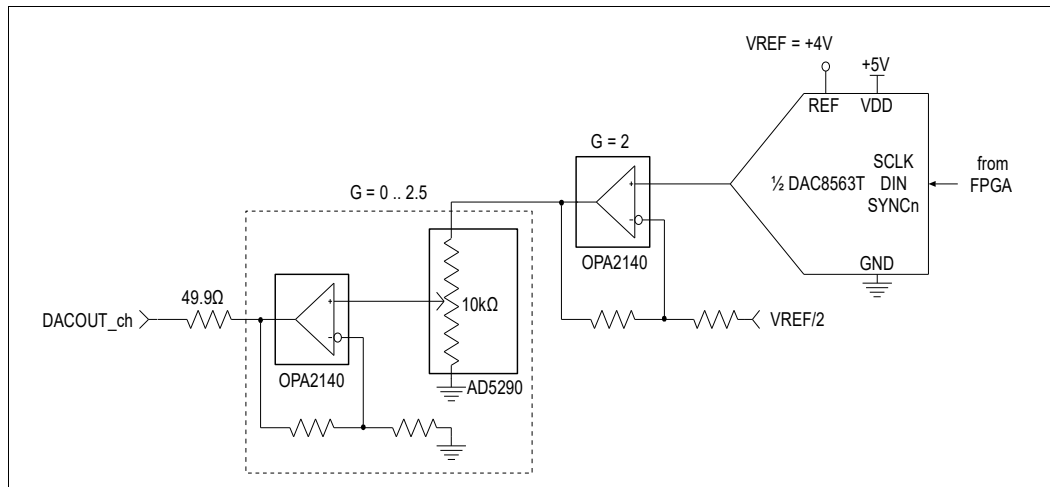 VREF = +4V
+5V
REF
VDD
G = 2
SCLK
½ DAC8563T
DIN
SYNCn
from
FPGA
G = 0 .. 2.5
+
-
OPA2140
GND
49.9Ω
10kΩ
DACOUT_ch
+
-
VREF/2
OPA2140
AD5290